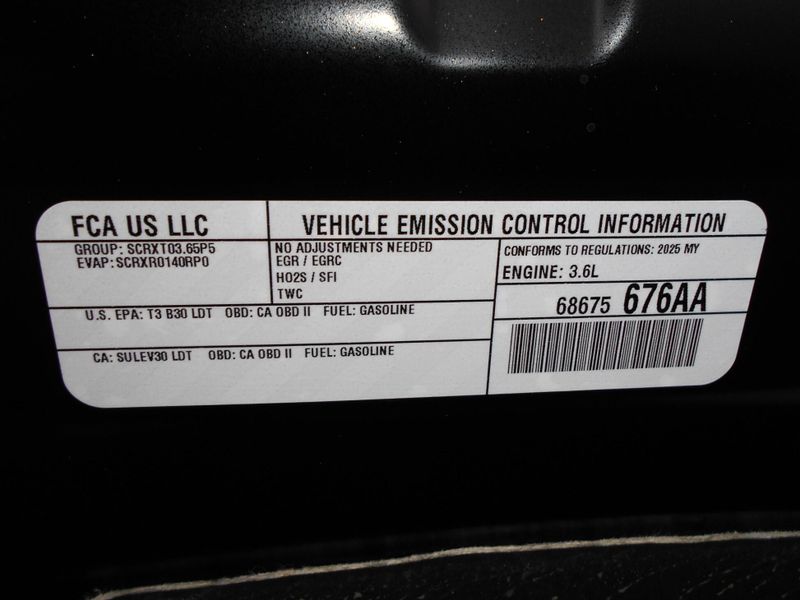 FCA US LLC
VEHICLE EMISSION CONTROL INFORMATION
GROUP: SCRXT03.65P5
EVAP: SCRXR0140RP0
NO ADJUSTMENTS NEEDED
EGR / EGRC
HO2S / SFI
TWC
CONFORMS TO REGULATIONS: 2025 MY
ENGINE: 3.6L
68675 676AA
U.S. EPA: T3 B30 LDT OBD: CA OBD II FUEL: GASOLINE
CA: SULEV30 LDT OBD: CA OBD II FUEL: GASOLINE